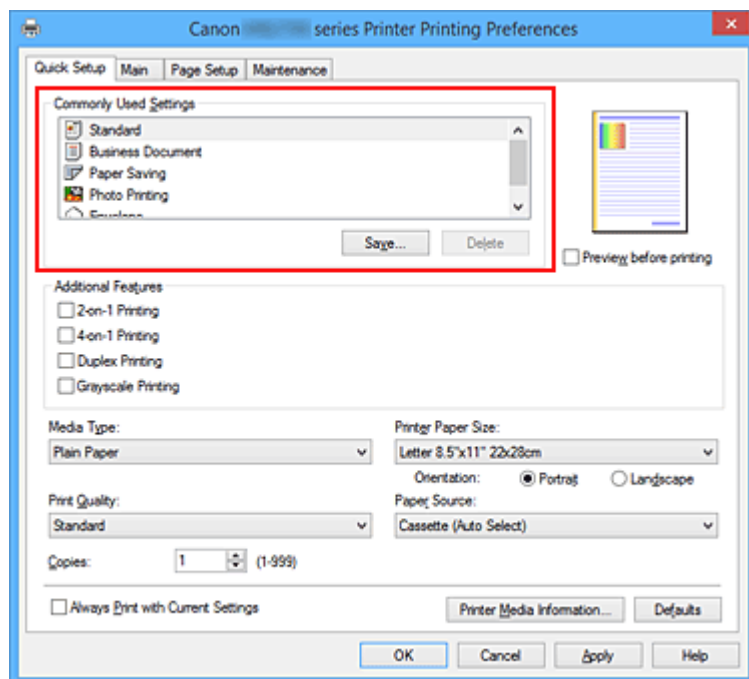 Canon series Printer Printing Preferences
Quick Setup Main Page Setup Maintenance
Commonly Used Settings
Standard
Business Document
Paper Saving
Photo Printing
Envelope
Save... Delete
Preview before printing
Additional Features
2-on-1 Printing
4-on-1 Printing
Duplex Printing
Grayscale Printing
Media Type:
Plain Paper
Printer Paper Size:
Letter 8.5"x11" 22x28cm
Orientation: Portrait Landscape
Print Quality:
Standard
Paper Source:
Cassette (Auto Select)
Copies: 1 (1-999)
Always Print with Current Settings
Printer Media Information... Defaults
OK Cancel Apply Help